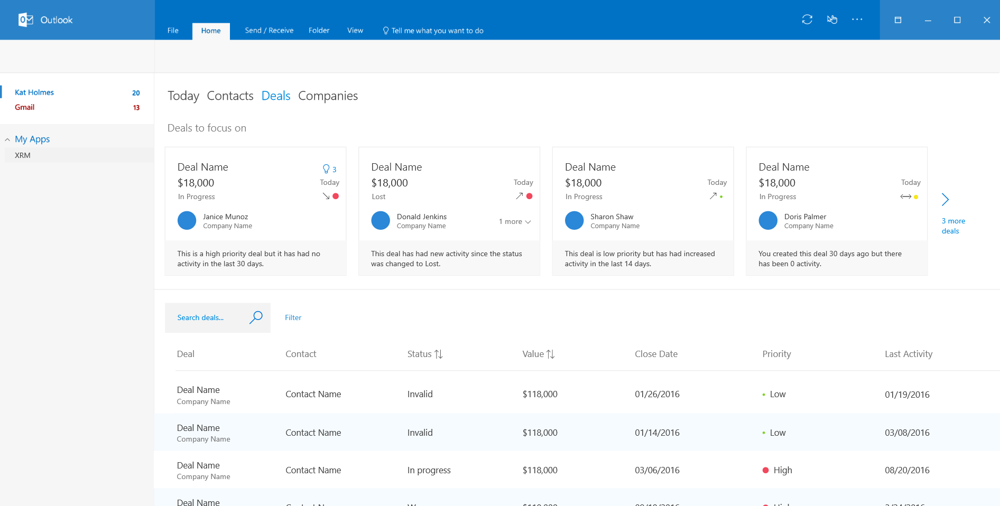 Outlook
File Home Send / Receive Folder View Tell me what you want to do
Kat Holmes 20
Gmail 13
My Apps
XRM
Today Contacts Deals Companies
Deals to focus on
Deal Name 3
$18,000 Today
In Progress
Janice Munoz
Company Name
This is a high priority deal but it has had no
activity in the last 30 days.
Deal Name
$18,000 Today
Lost
Donald Jenkins
Company Name
1 more
This deal has had new activity since the status
was changed to Lost.
Deal Name
$18,000 Today
In Progress
Sharon Shaw
Company Name
This deal is low priority but has had increased
activity in the last 14 days.
Deal Name
$18,000 Today
In Progress
Doris Palmer
Company Name
You created this deal 30 days ago but there
has been 0 activity.
3 more
deals
Search deals... Filter
Deal Contact Status Value Close Date Priority Last Activity
Deal Name
Company Name
Contact Name Invalid $118,000 01/26/2016 Low 01/19/2016
Deal Name
Company Name
Contact Name Invalid $118,000 01/14/2016 Low 03/08/2016
Deal Name
Company Name
Contact Name In progress $118,000 03/06/2016 High 08/20/2016
Deal Name